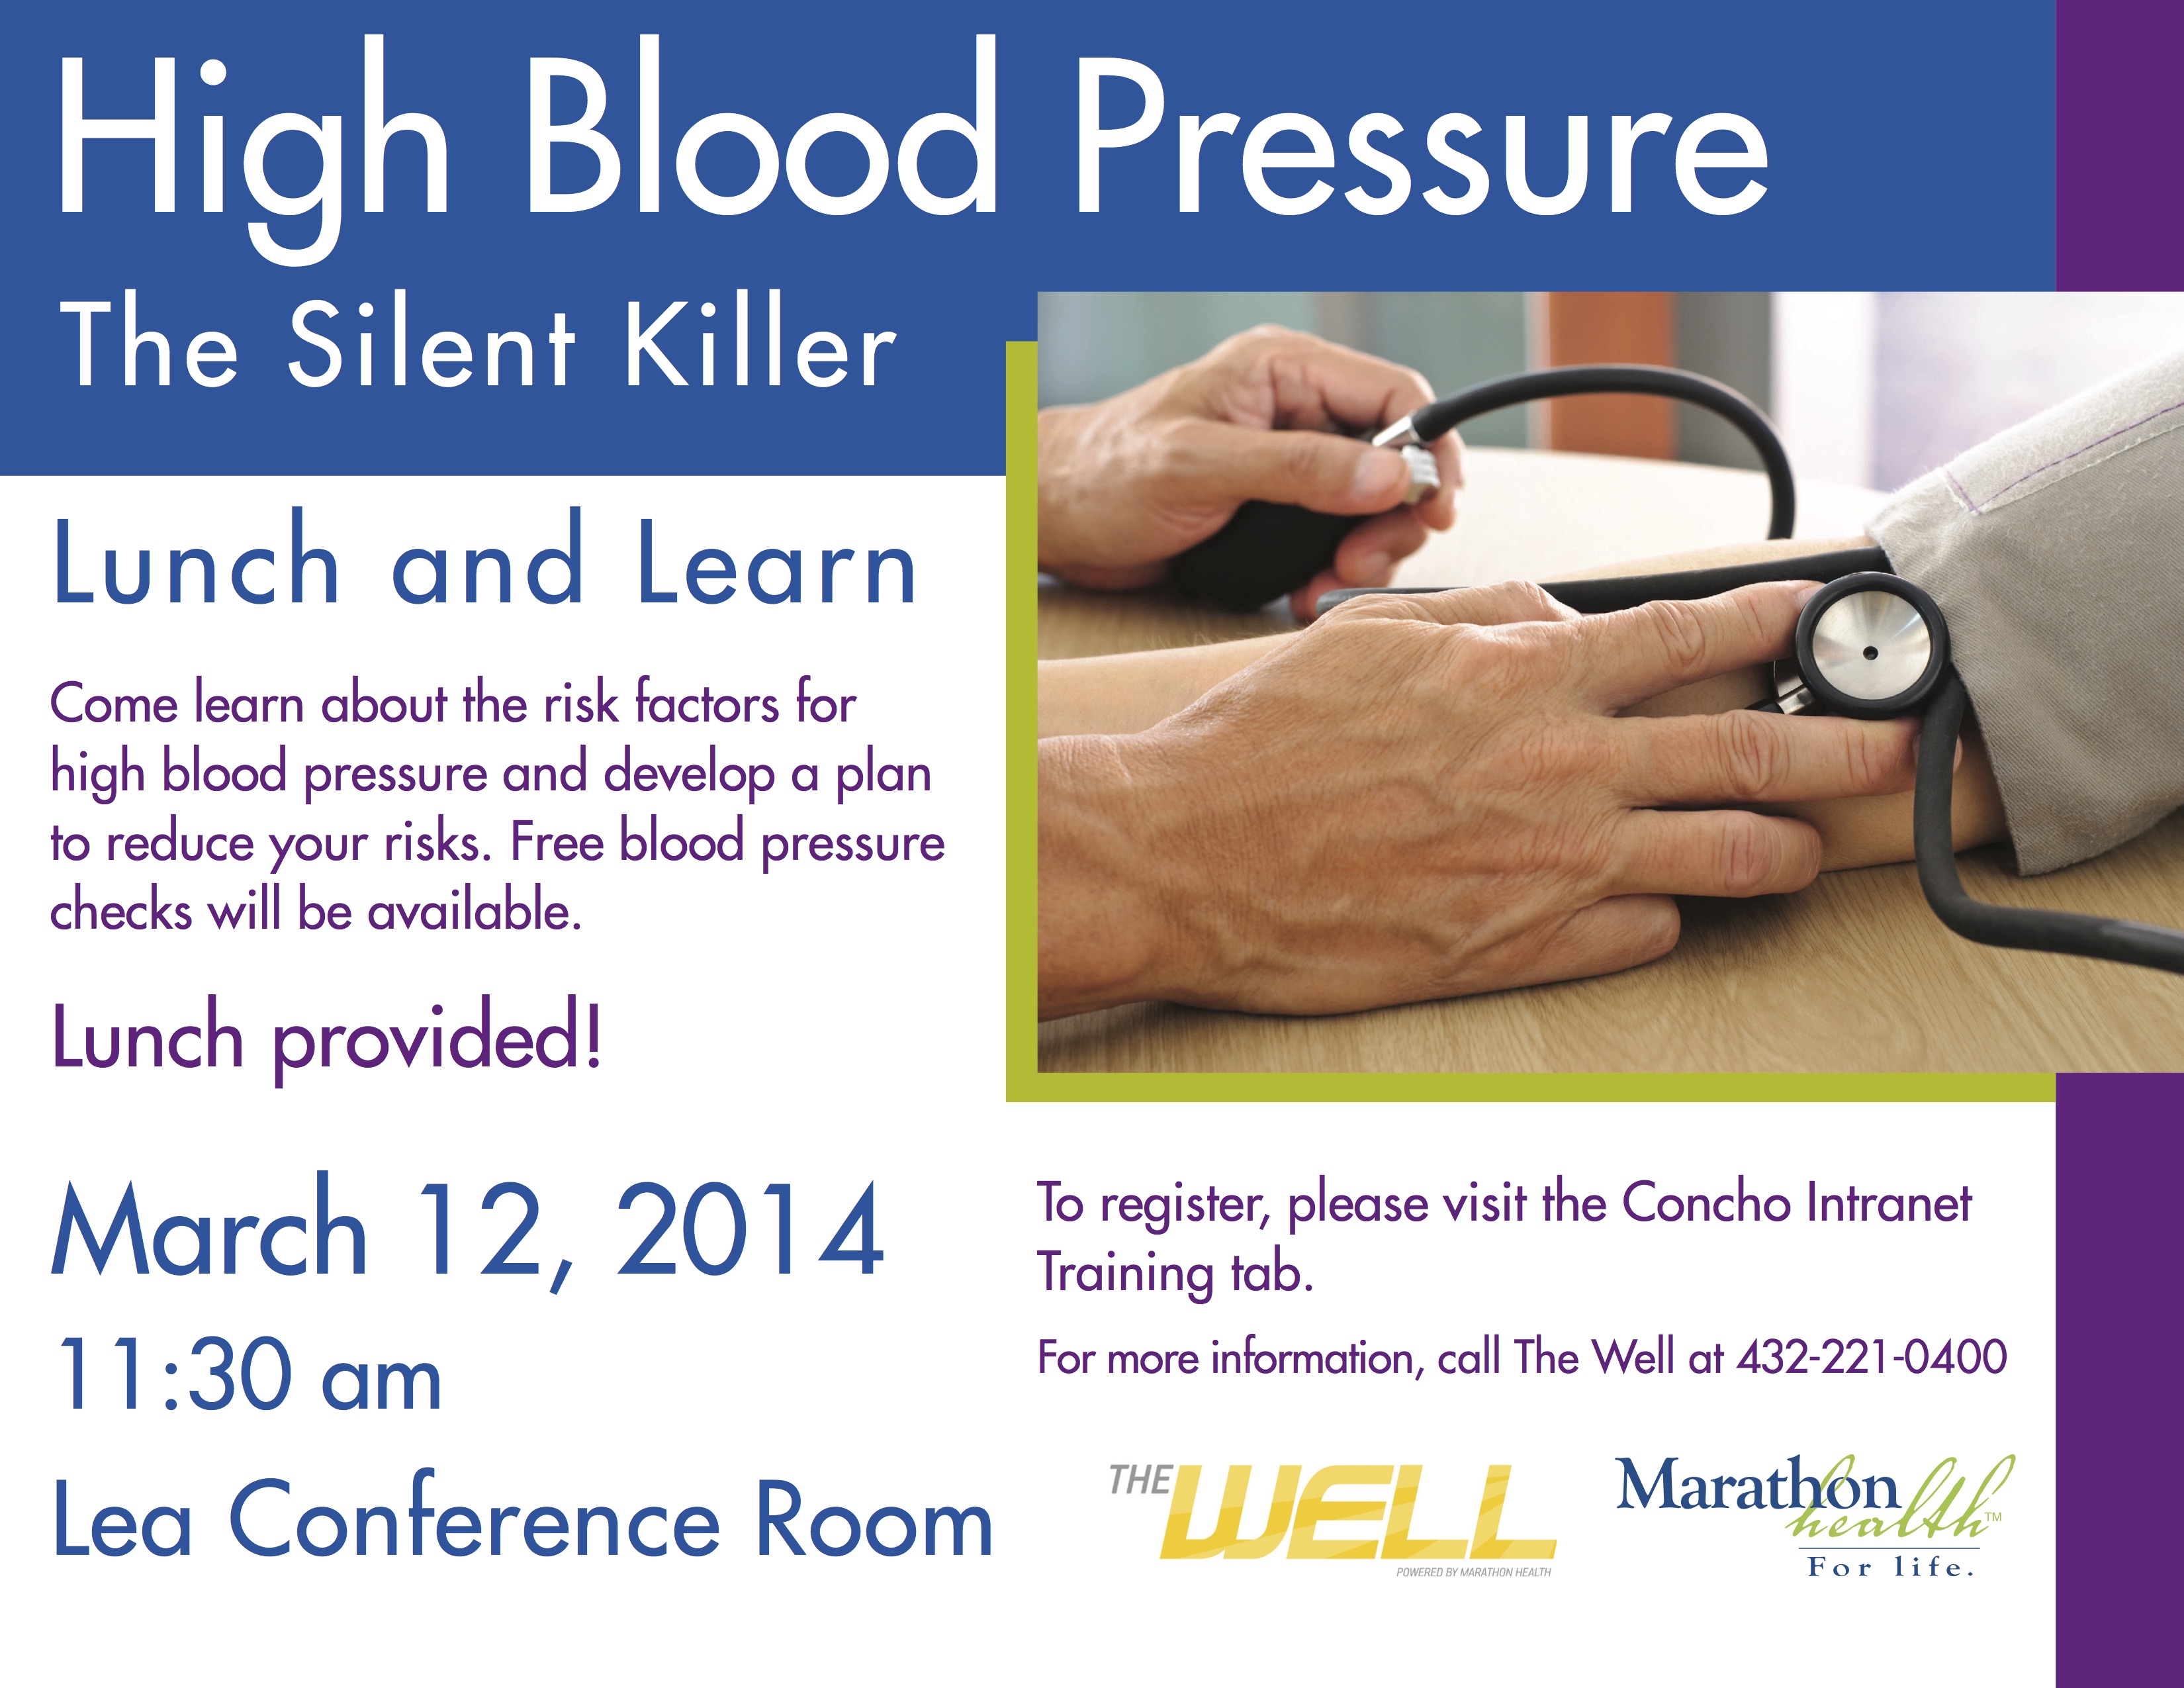 High Blood Pressure
The Silent Killer
Lunch and Learn
Come learn about the risk factors for
high blood pressure and develop a plan
to reduce your risks. Free blood pressure
checks will be available.
Lunch provided!
March 12, 2014
11:30 am
Lea Conference Room
To register, please visit the Concho Intranet
Training tab.
For more information, call The Well at 432-221-0400
THE WELL
POWERED BY MARATHON HEALTH
Marathon
health™
For life.